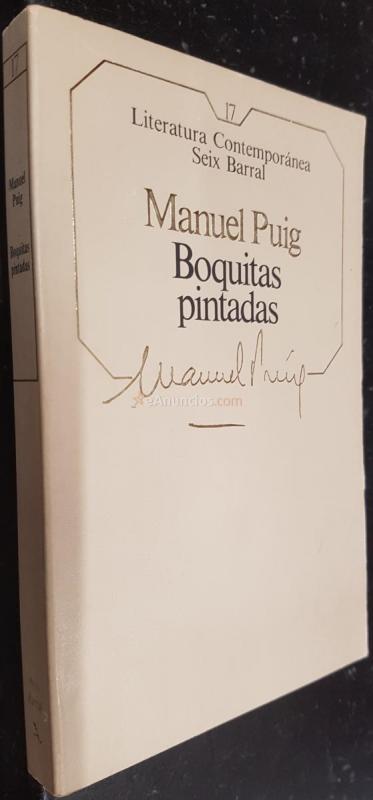 17
Literatura Contemporánea
Seix Barral
Manuel Puig
Boquitas
pintadas
Manuel Puig
eAnuncios.com
17
Manuel
Puig
Boquitas
pintadas